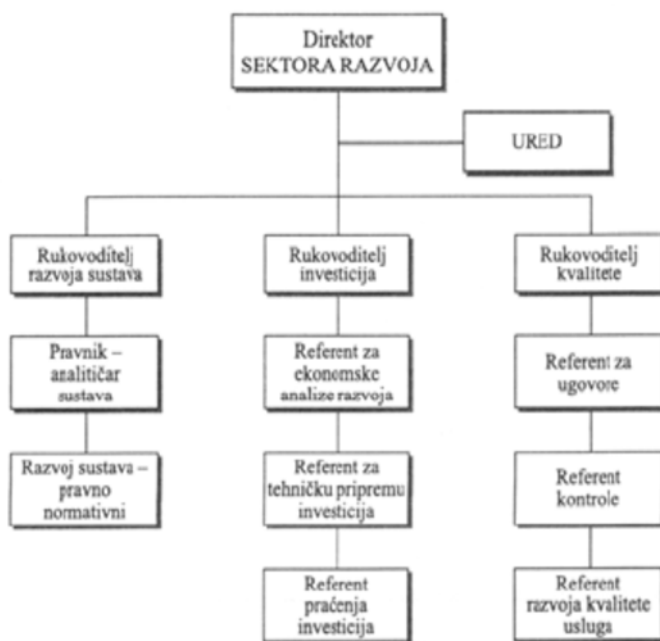 Direktor
SEKTORA RAZVOJA
URED
Rukovoditelj
razvoja sustava
Rukovoditelj
investicija
Rukovoditelj
kvalitete
Pravnik –
analitičar
sustava
Referent za
ekonomske
analize razvoja
Referent za
ugovore
Razvoj sustava –
pravno
normativni
Referent za
tehničku pripremu
investicija
Referent
kontrole
Referent
praćenja
investicija
Referent
razvoja kvalitete
usluga